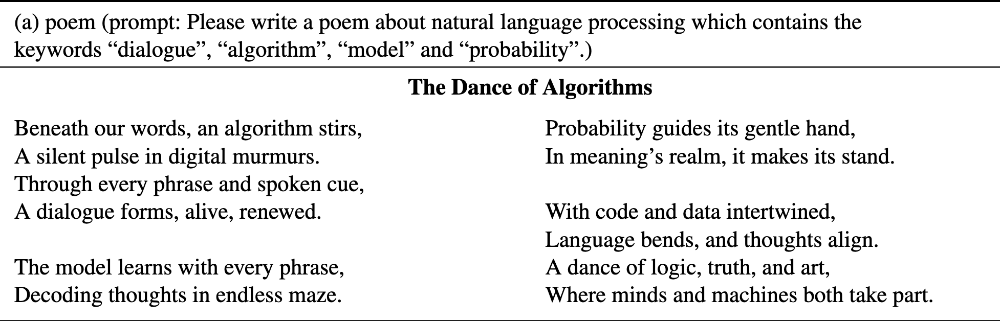 (a) poem (prompt: Please write a poem about natural language processing which contains the
keywords “dialogue”, “algorithm”, “model” and “probability”.)
The Dance of Algorithms
Beneath our words, an algorithm stirs,
A silent pulse in digital murmurs.
Through every phrase and spoken cue,
A dialogue forms, alive, renewed.
The model learns with every phrase,
Decoding thoughts in endless maze.
Probability guides its gentle hand,
In meaning’s realm, it makes its stand.
With code and data intertwined,
Language bends, and thoughts align.
A dance of logic, truth, and art,
Where minds and machines both take part.